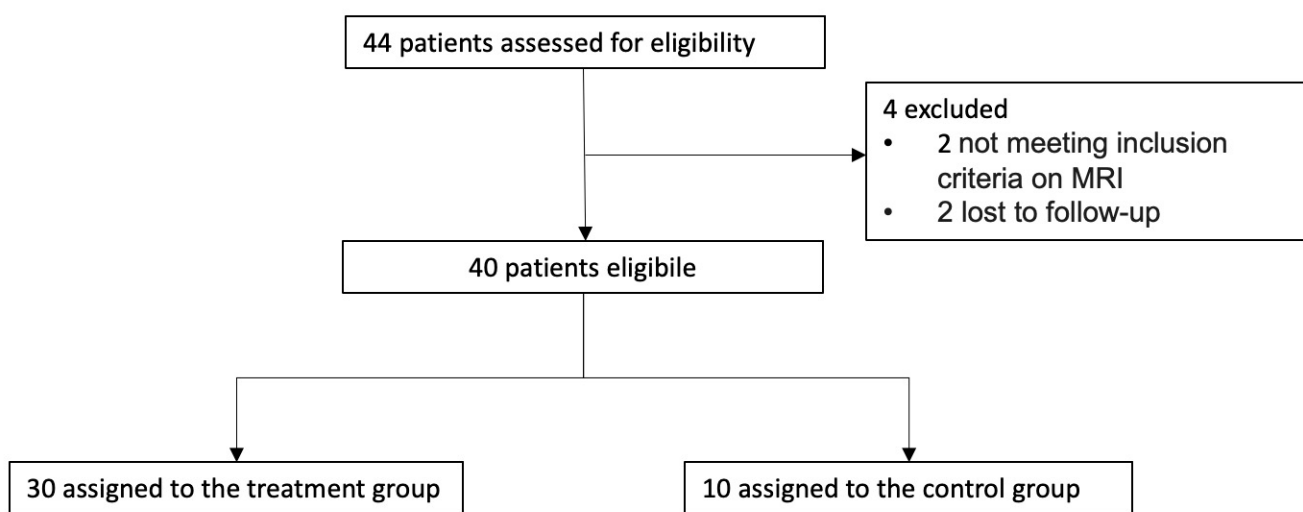 44 patients assessed for eligibility
4 excluded
• 2 not meeting inclusion
criteria on MRI
• 2 lost to follow-up
40 patients eligibile
30 assigned to the treatment group
10 assigned to the control group